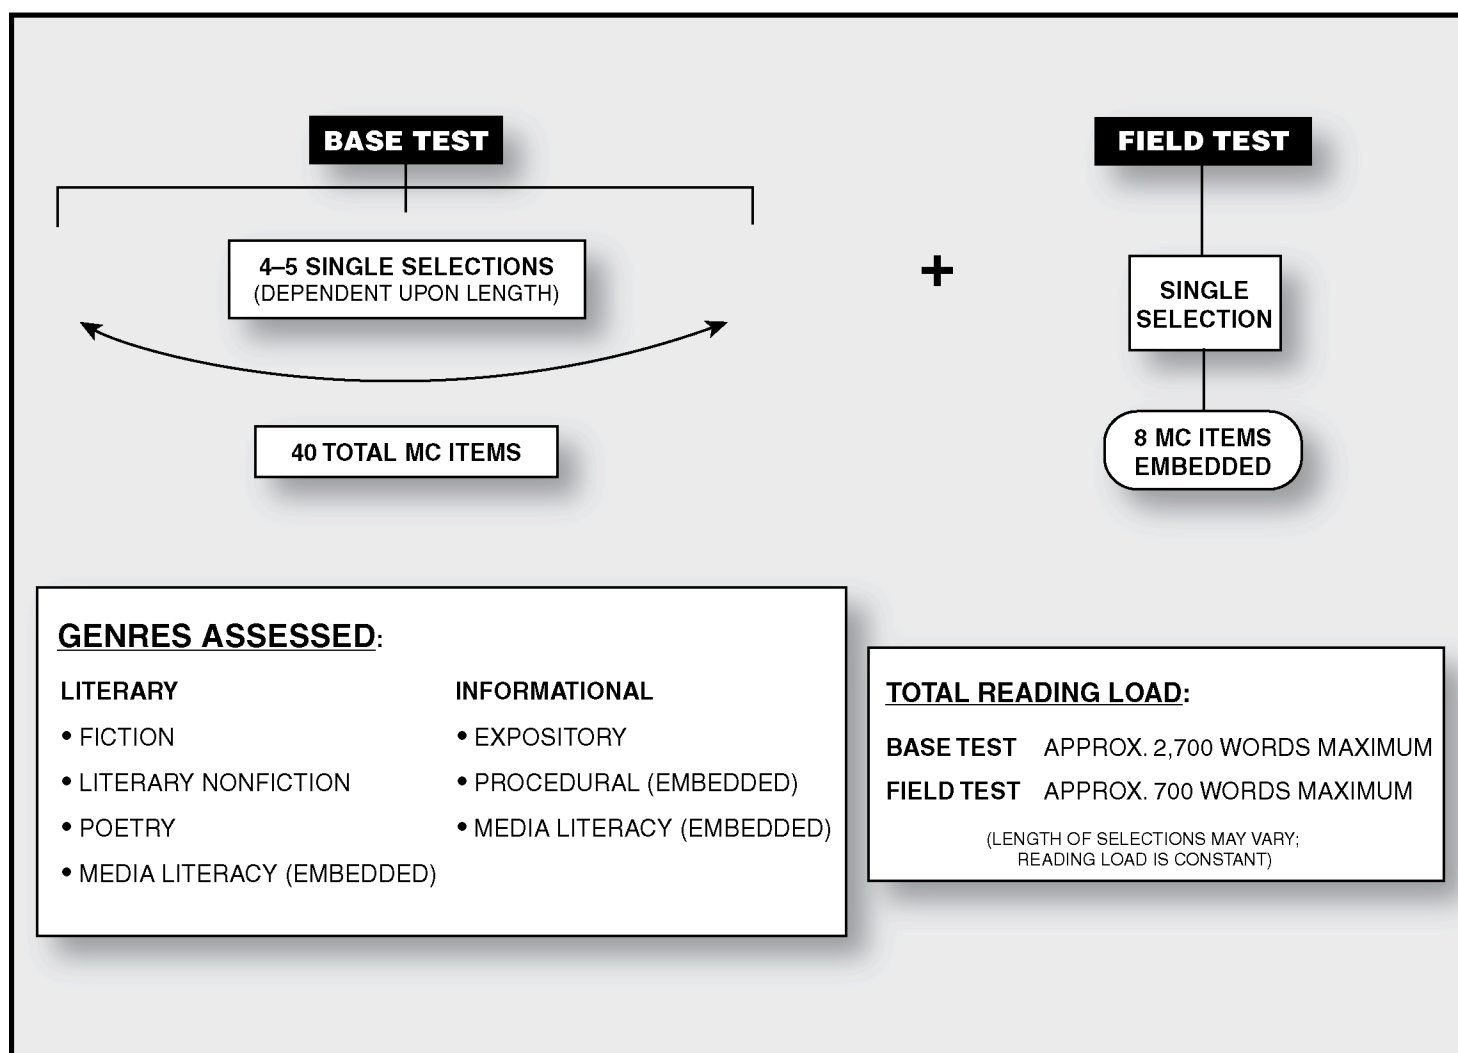 BASE TEST
4–5 SINGLE SELECTIONS
(DEPENDENT UPON LENGTH)
40 TOTAL MC ITEMS
+
FIELD TEST
SINGLE
SELECTION
8 MC ITEMS
EMBEDDED
GENRES ASSESSED:
LITERARY
• FICTION
• LITERARY NONFICTION
• POETRY
• MEDIA LITERACY (EMBEDDED)
INFORMATIONAL
• EXPOSITORY
• PROCEDURAL (EMBEDDED)
• MEDIA LITERACY (EMBEDDED)
TOTAL READING LOAD:
BASE TEST APPROX. 2,700 WORDS MAXIMUM
FIELD TEST APPROX. 700 WORDS MAXIMUM
(LENGTH OF SELECTIONS MAY VARY;
READING LOAD IS CONSTANT)